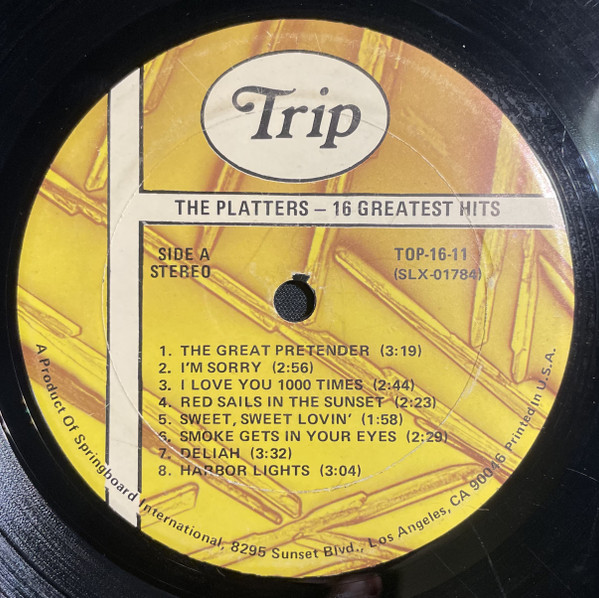 Trip
THE PLATTERS – 16 GREATEST HITS
SIDE A
STEREO
TOP-16-11
(SLX-01784)
1. THE GREAT PRETENDER (3:19)
2. I'M SORRY (2:56)
3. I LOVE YOU 1000 TIMES (2:44)
4. RED SAILS IN THE SUNSET (2:23)
5. SWEET, SWEET LOVIN' (1:58)
6. SMOKE GETS IN YOUR EYES (2:29)
7. DELIAH (3:32)
8. HARBOR LIGHTS (3:04)
A Product Of Springboard International, 8295 Sunset Blvd., Los Angeles, CA 90046 Printed in U.S.A.